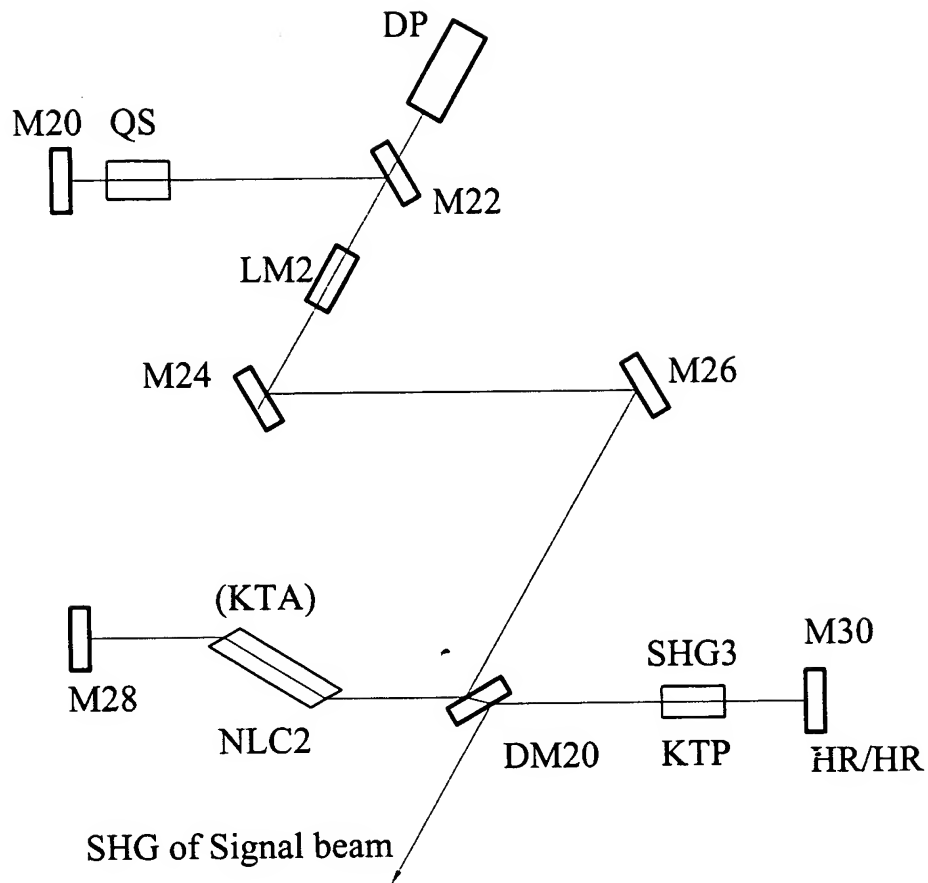 DP
M20
QS
M22
LM2
M24
M26
(KTA)
M28
NLC2
SHG3
M30
DM20
KTP
HR/HR
SHG of Signal beam